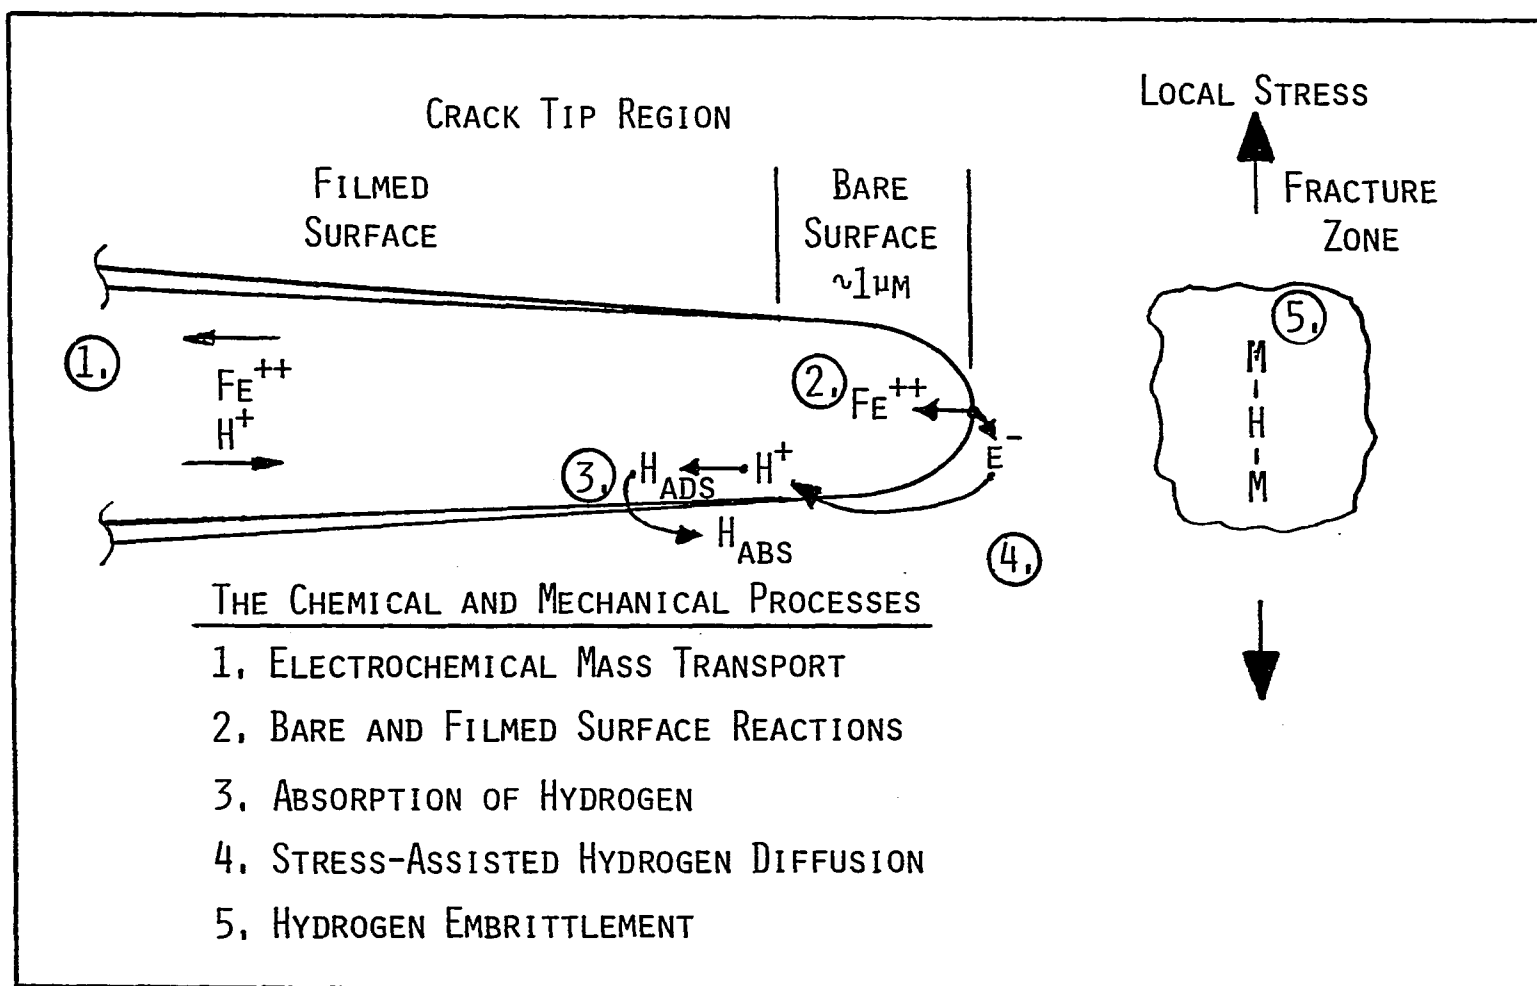 LOCAL STRESS
CRACK TIP REGION
FILMED
SURFACE
BARE
SURFACE
~1µM
FRACTURE
ZONE
1.
FE++
H+
2.
FE++
E-
3.
HADS
H+
HABS
4.
5.
M
H
M
THE CHEMICAL AND MECHANICAL PROCESSES
1. ELECTROCHEMICAL MASS TRANSPORT
2. BARE AND FILMED SURFACE REACTIONS
3. ABSORPTION OF HYDROGEN
4. STRESS-ASSISTED HYDROGEN DIFFUSION
5. HYDROGEN EMBRITTLEMENT